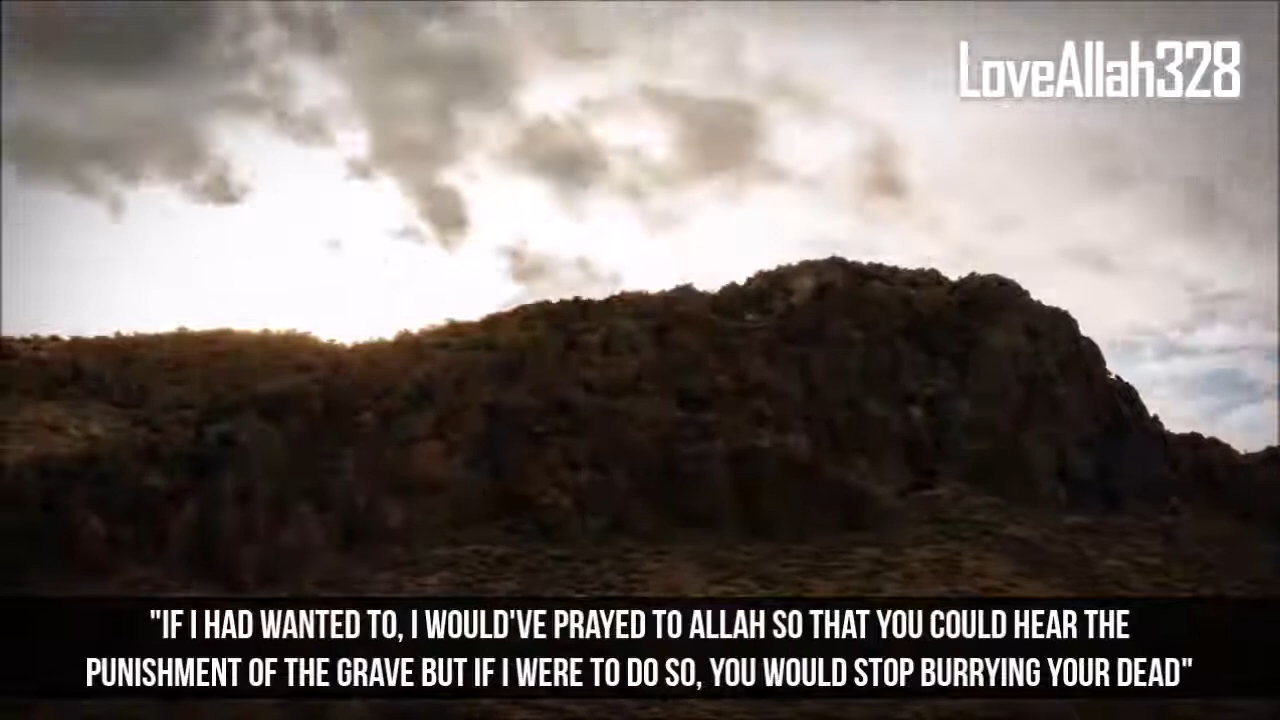 LoveAllah328
"IF I HAD WANTED TO, I WOULD'VE PRAYED TO ALLAH SO THAT YOU COULD HEAR THE
PUNISHMENT OF THE GRAVE BUT IF I WERE TO DO SO, YOU WOULD STOP BURRYING YOUR DEAD"